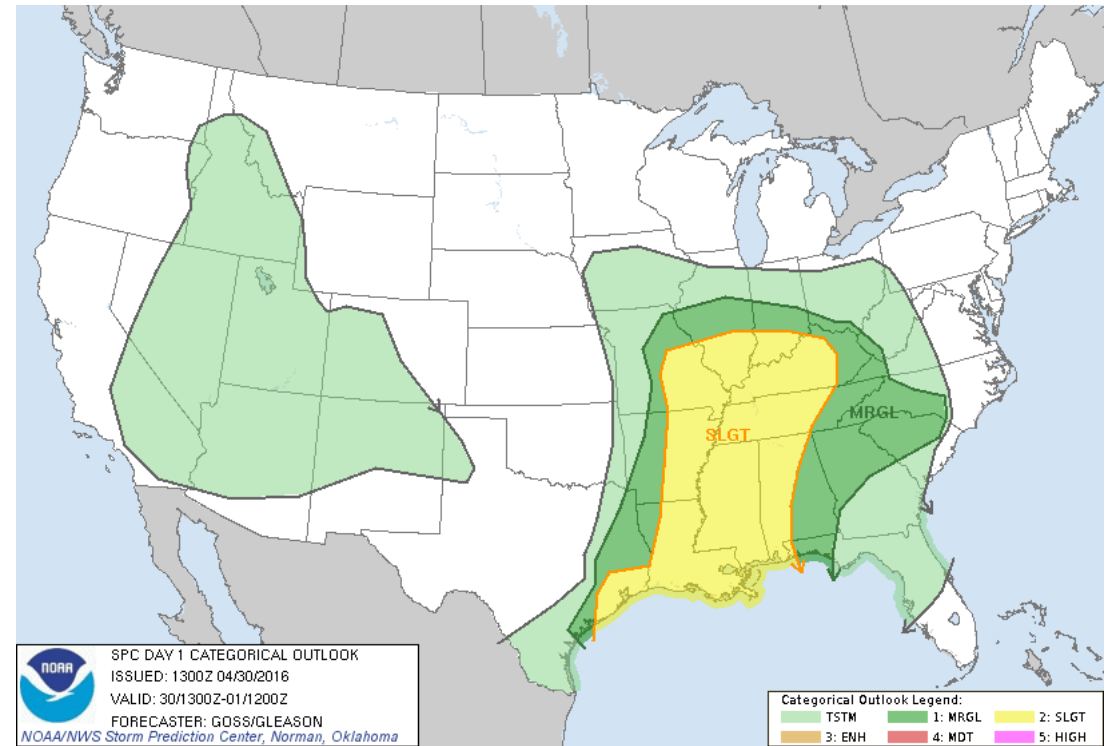 MRGL
SLGT
NOAA
SPC DAY 1 CATEGORICAL OUTLOOK
ISSUED: 1300Z 04/30/2016
VALID: 30/1300Z-01/1200Z
FORECASTER: GOSS/GLEASON
NOAA/NWS Storm Prediction Center, Norman, Oklahoma
Categorical Outlook Legend:
TSTM 1: MRGL 2: SLGT
3: ENH 4: MDT 5: HIGH